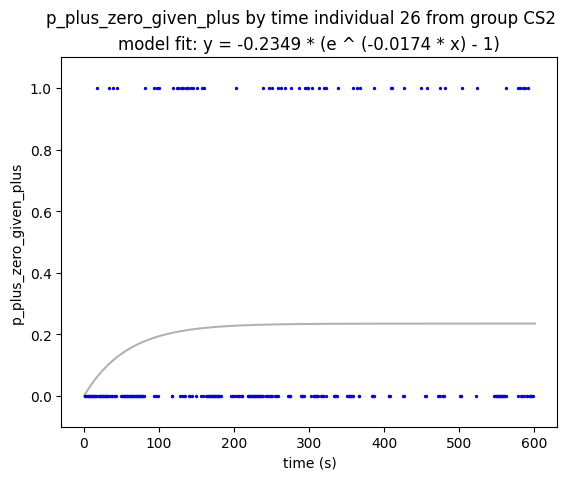 p_plus_zero_given_plus by time individual 26 from group CS2
model fit: y = -0.2349 * (e ^ (-0.0174 * x) - 1)
p_plus_zero_given_plus
1.0
0.8
0.6
0.4
0.2
0.0
0 100 200 300 400 500 600
time (s)